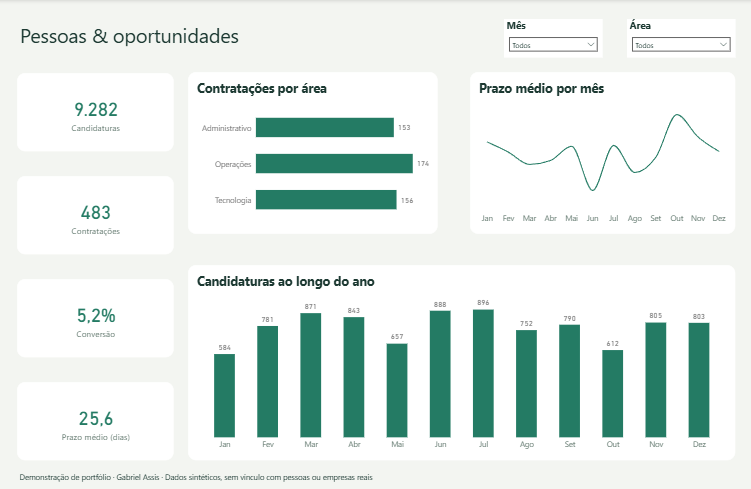 Pessoas & oportunidades
Mês
Todos
Área
Todos
9.282
Candidaturas
483
Contratações
5,2%
Conversão
25,6
Prazo médio (dias)
Contratações por área
Administrativo 153
Operações 174
Tecnologia 156
Prazo médio por mês
Jan Fev Mar Abr Mai Jun Jul Ago Set Out Nov Dez
Candidaturas ao longo do ano
584 781 871 843 657 888 896 752 790 612 805 803
Jan Fev Mar Abr Mai Jun Jul Ago Set Out Nov Dez
Demonstração de portfólio · Gabriel Assis · Dados sintéticos, sem vínculo com pessoas ou empresas reais